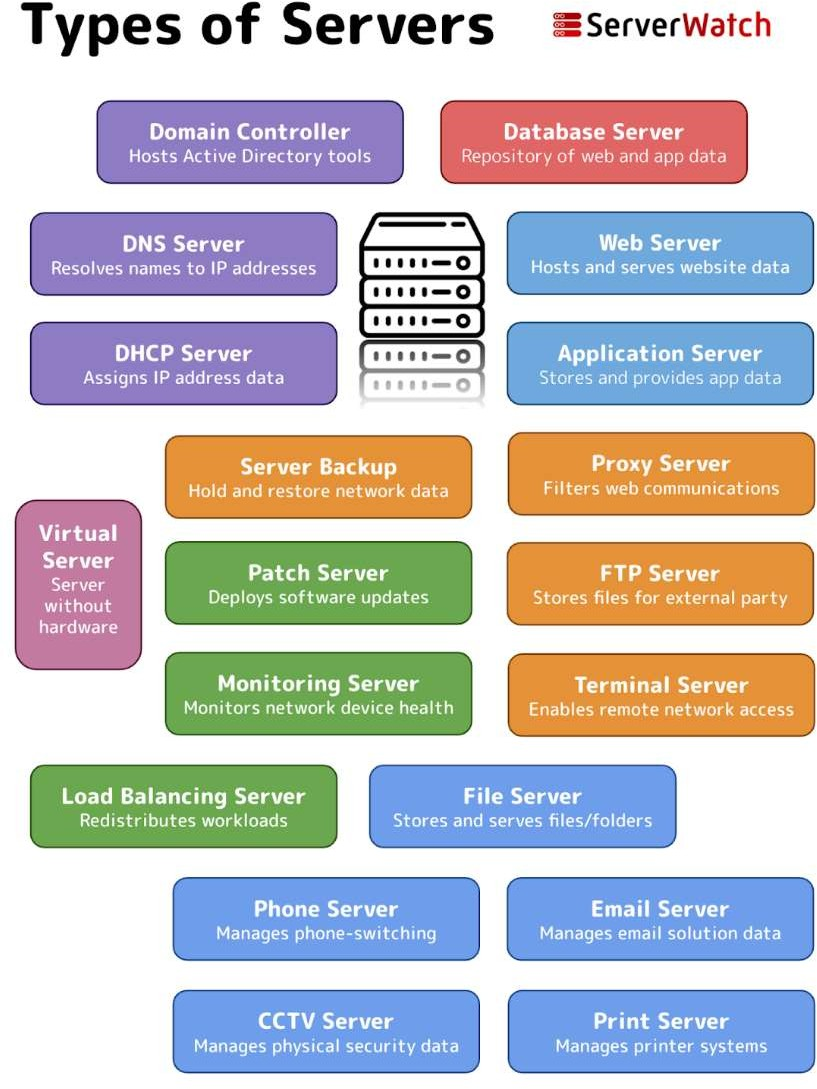 Types of Servers
ServerWatch
Domain Controller
Hosts Active Directory tools
Database Server
Repository of web and app data
DNS Server
Resolves names to IP addresses
Web Server
Hosts and serves website data
DHCP Server
Assigns IP address data
Application Server
Stores and provides app data
Server Backup
Hold and restore network data
Proxy Server
Filters web communications
Virtual
Server
Server
without
hardware
Patch Server
Deploys software updates
FTP Server
Stores files for external party
Monitoring Server
Monitors network device health
Terminal Server
Enables remote network access
Load Balancing Server
Redistributes workloads
File Server
Stores and serves files/folders
Phone Server
Manages phone-switching
Email Server
Manages email solution data
CCTV Server
Manages physical security data
Print Server
Manages printer systems